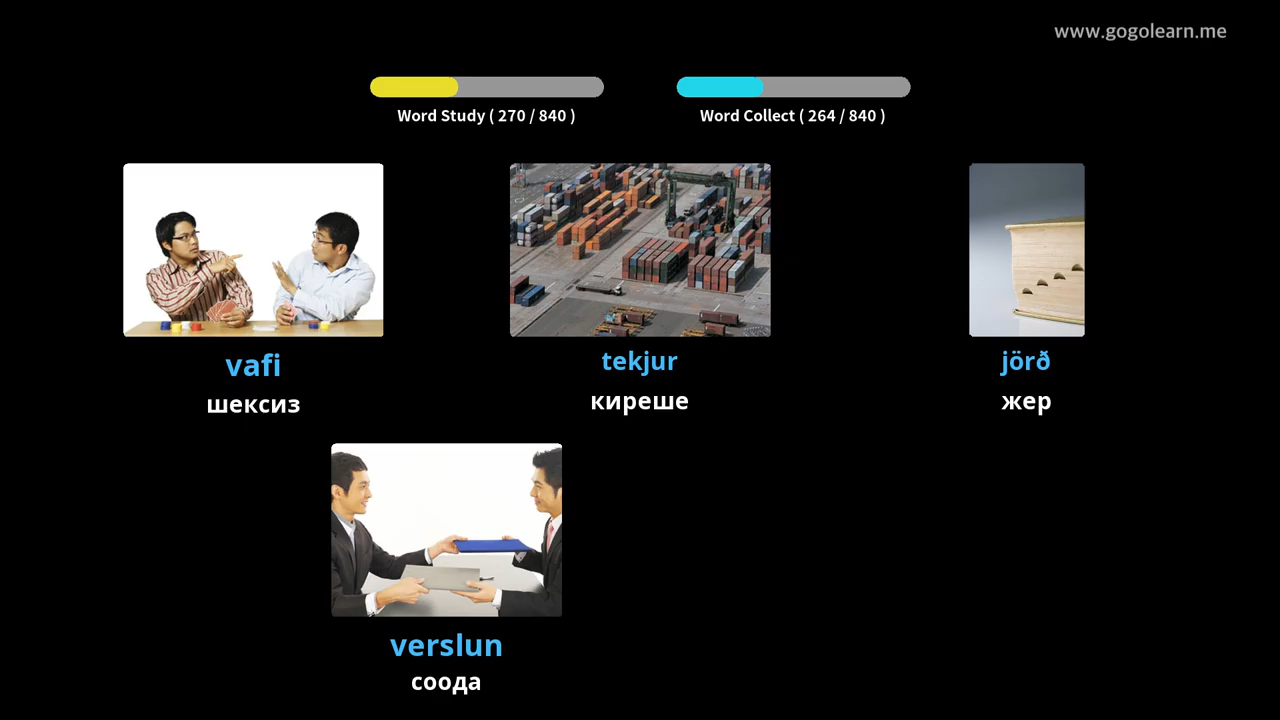 www.gogolearn.me
Word Study ( 270 / 840 )
Word Collect ( 264 / 840 )
vafi
шексиз
tekjur
киреше
jörð
жер
verslun
соода